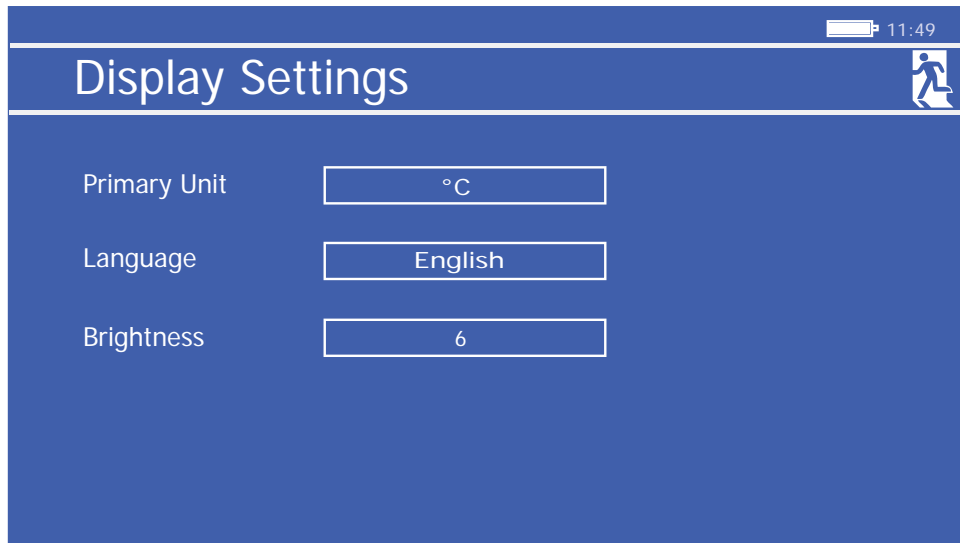 11:49
Display Settings
Primary Unit °C
Language English
Brightness 6